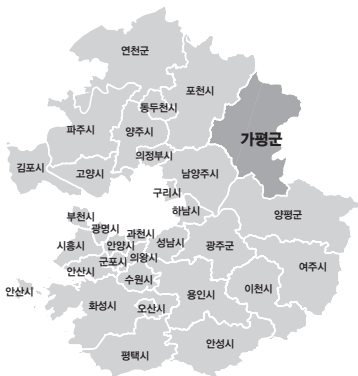 연천군
포천시
동두천시
가평군
파주시
양주시
의정부시
김포시
고양시
남양주시
구리시
하남시
양평군
부천시
광명시
과천시
시흥시
안양시
성남시
광주군
군포시
의왕시
여주시
안산시
수원시
안산시
이천시
용인시
화성시
오산시
안성시
평택시